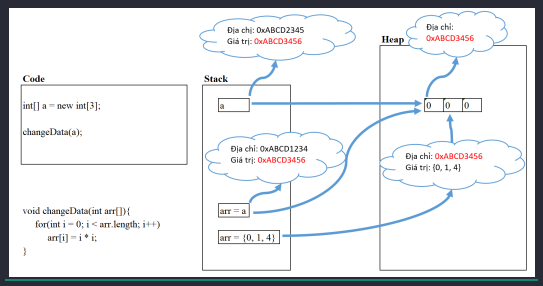 Địa chị: 0xABCD2345
Giá trị: 0xABCD3456
Địa chỉ:
0xABCD3456
Heap
Code
Stack
int[] a = new int[3];
changeData(a);
a
0 0 0
Địa chỉ: 0xABCD1234
Giá trị: 0xABCD3456
Địa chỉ: 0xABCD3456
Giá trị: {0, 1, 4}
void changeData(int arr[]){
for(int i = 0; i < arr.length; i++)
arr[i] = i * i;
}
arr = a
arr = {0, 1, 4}